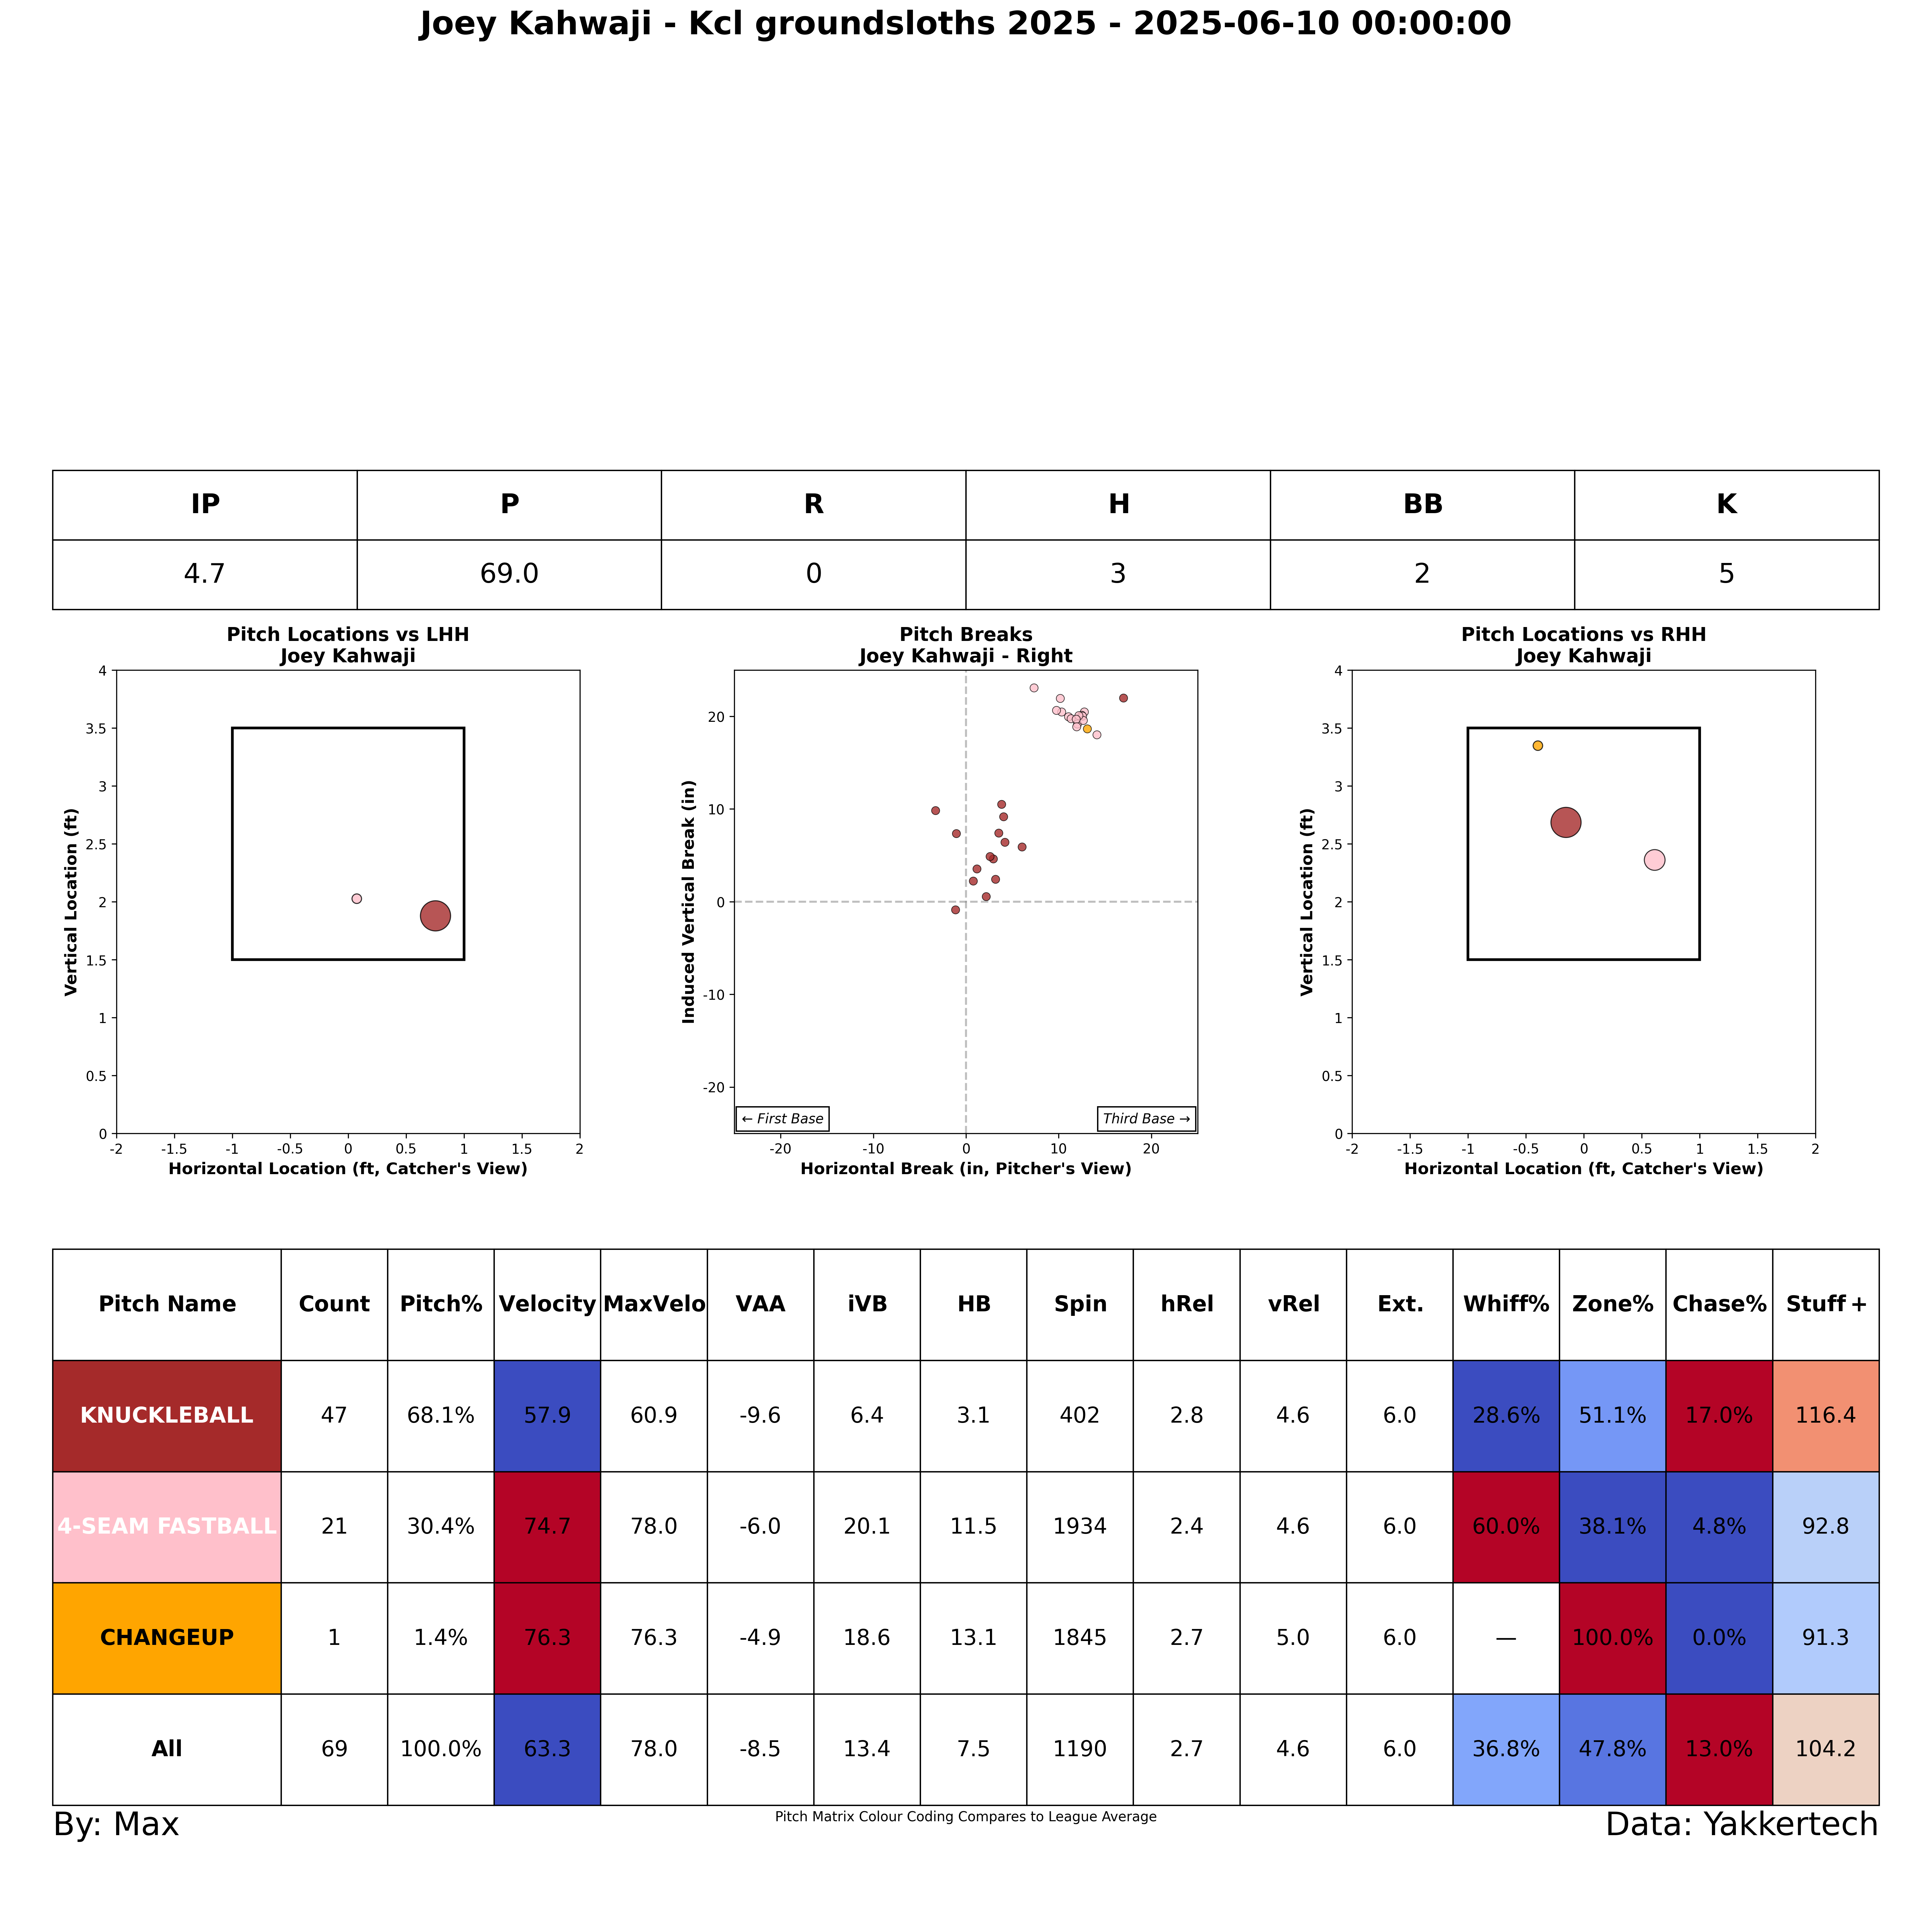 Joey Kahwaji - Kcl groundsloths 2025 - 2025-06-10 00:00:00
IP P R H BB K
4.7 69.0 0 3 2 5
Pitch Locations vs LHH
Joey Kahwaji
4
3.5
3
2.5
2
1.5
1
0.5
0
Vertical Location (ft)
-2 -1.5 -1 -0.5 0 0.5 1 1.5 2
Horizontal Location (ft, Catcher's View)
Pitch Breaks
Joey Kahwaji - Right
20
10
0
-10
-20
Induced Vertical Break (in)
← First Base
Third Base →
-20 -10 0 10 20
Horizontal Break (in, Pitcher's View)
Pitch Locations vs RHH
Joey Kahwaji
4
3.5
3
2.5
2
1.5
1
0.5
0
Vertical Location (ft)
-2 -1.5 -1 -0.5 0 0.5 1 1.5 2
Horizontal Location (ft, Catcher's View)
Pitch Name Count Pitch% Velocity MaxVelo VAA iVB HB Spin hRel vRel Ext. Whiff% Zone% Chase% Stuff+
KNUCKLEBALL 47 68.1% 57.9 60.9 -9.6 6.4 3.1 402 2.8 4.6 6.0 28.6% 51.1% 17.0% 116.4
4-SEAM FASTBALL 21 30.4% 74.7 78.0 -6.0 20.1 11.5 1934 2.4 4.6 6.0 60.0% 38.1% 4.8% 92.8
CHANGEUP 1 1.4% 76.3 76.3 -4.9 18.6 13.1 1845 2.7 5.0 6.0 — 100.0% 0.0% 91.3
All 69 100.0% 63.3 78.0 -8.5 13.4 7.5 1190 2.7 4.6 6.0 36.8% 47.8% 13.0% 104.2
By: Max
Pitch Matrix Colour Coding Compares to League Average
Data: Yakkertech